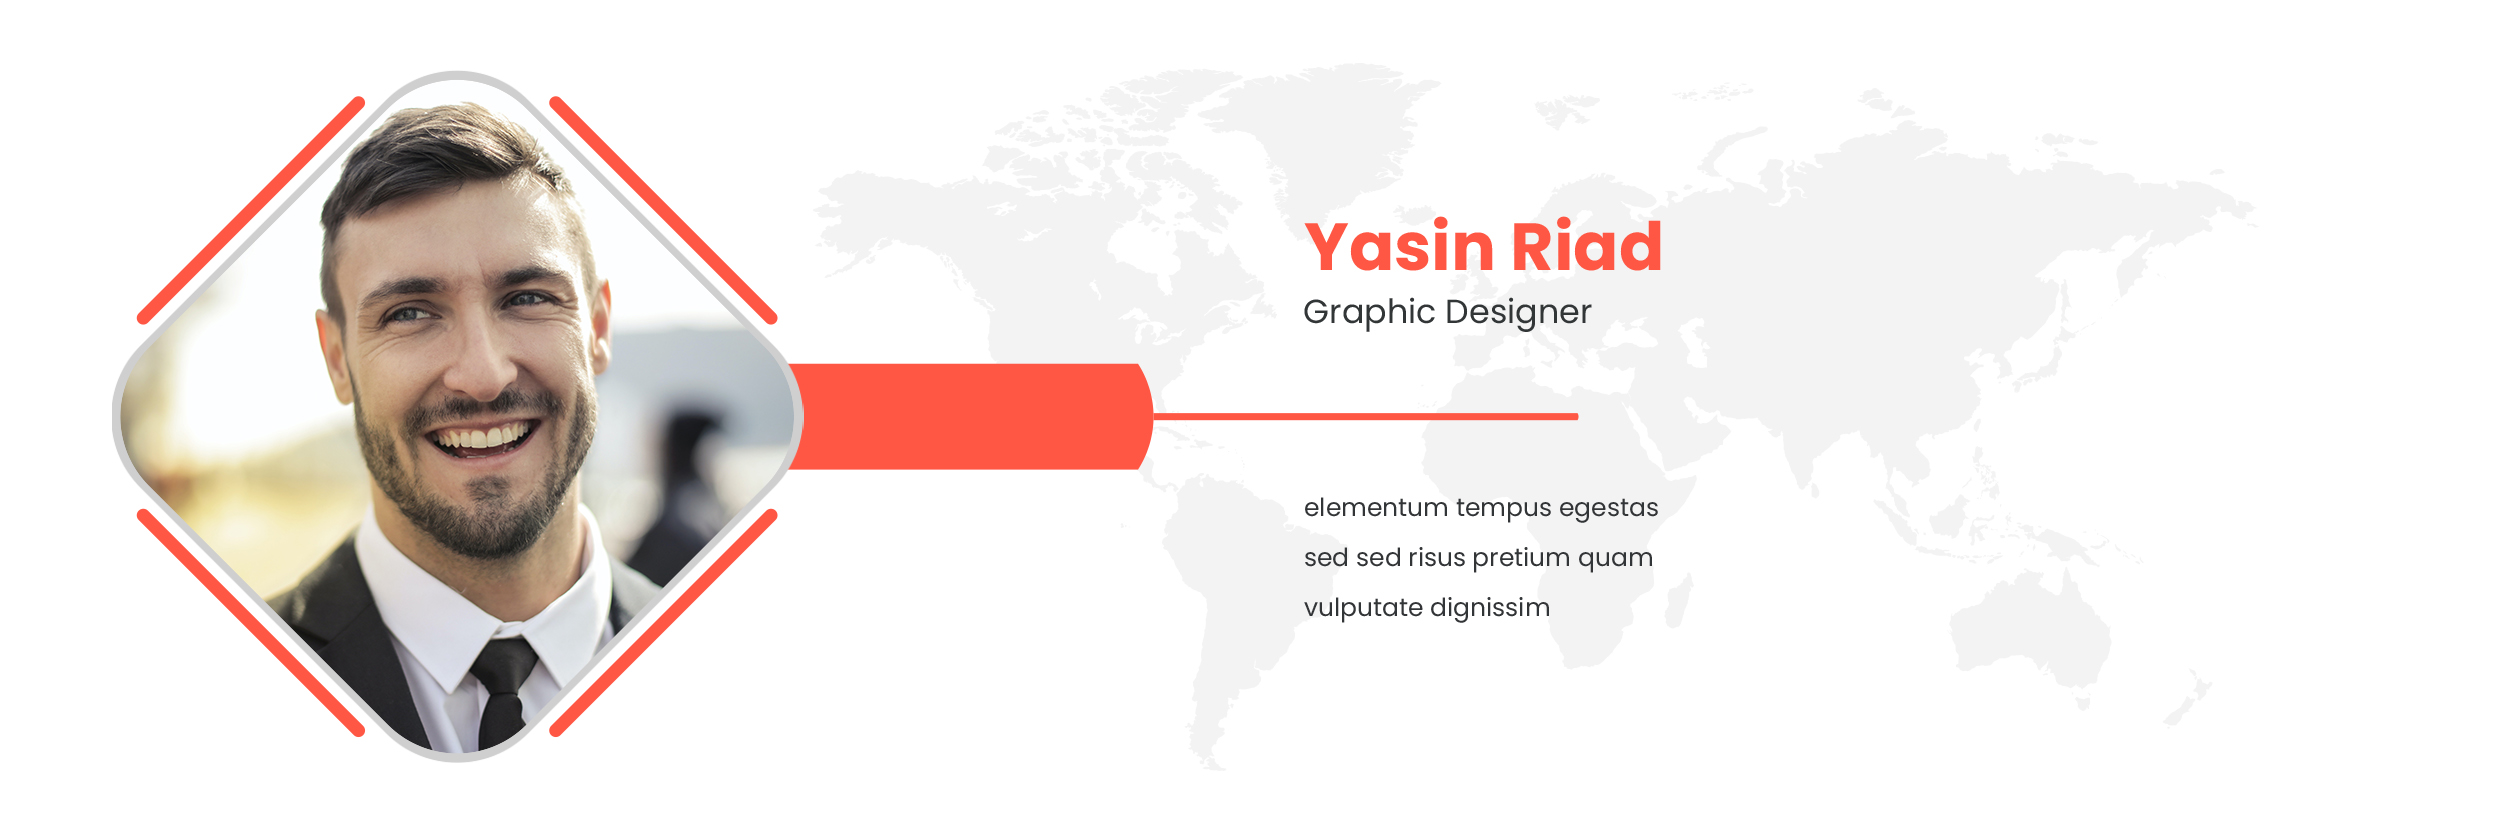 Yasin Riad
Graphic Designer
elementum tempus egestas
sed sed risus pretium quam
vulputate dignissim